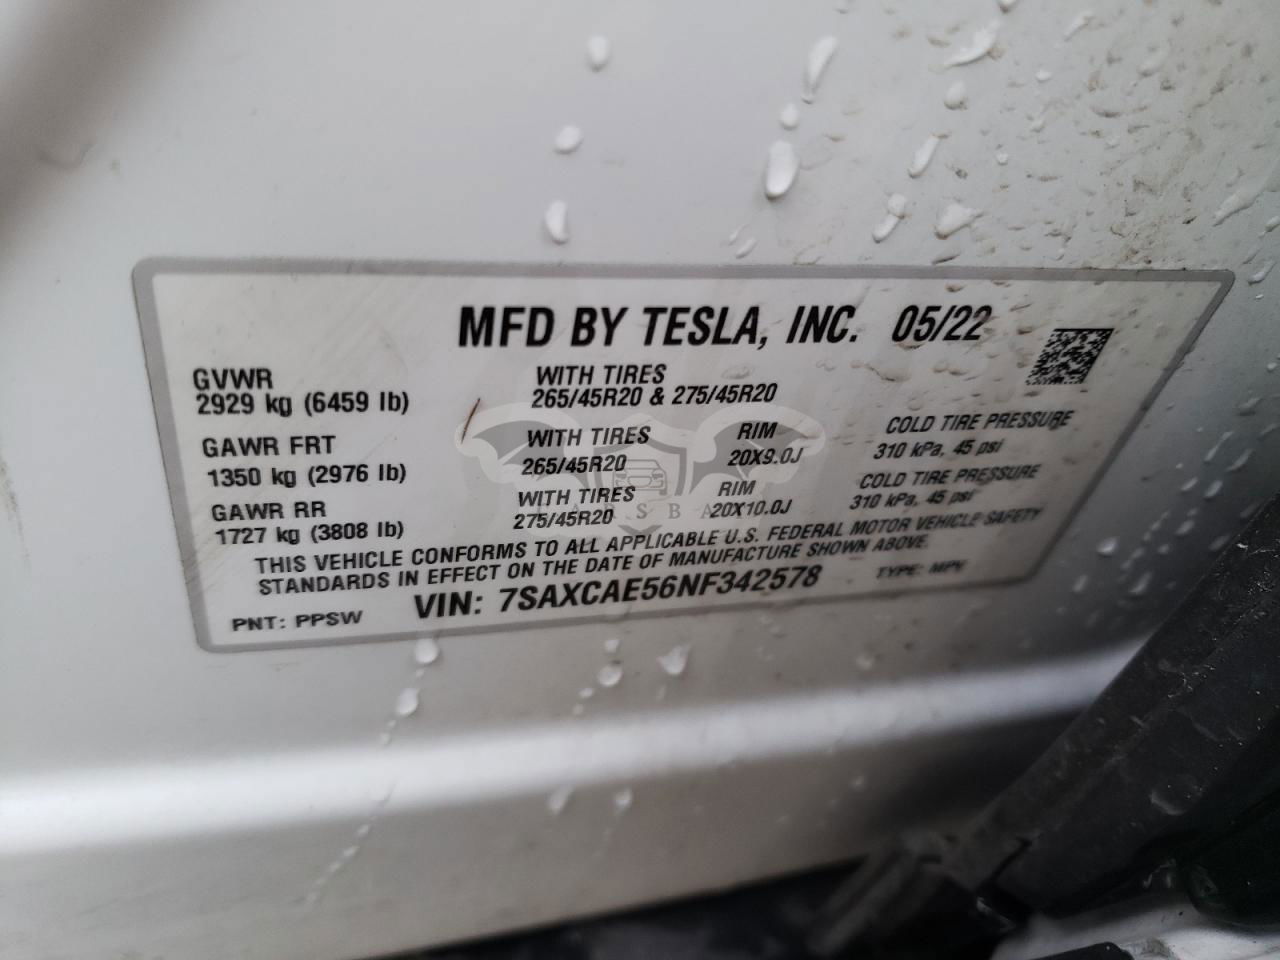 MFD BY TESLA, INC. 05/22
GVWR
2929 kg (6459 lb)
WITH TIRES
265/45R20 & 275/45R20
GAWR FRT
1350 kg (2976 lb)
WITH TIRES
265/45R20
RIM
20X9.0J
COLD TIRE PRESSURE
310 kPa, 45 psi
GAWR RR
1727 kg (3808 lb)
WITH TIRES
275/45R20
RIM
20X10.0J
COLD TIRE PRESSURE
310 kPa, 45 psi
THIS VEHICLE CONFORMS TO ALL APPLICABLE U.S. FEDERAL MOTOR VEHICLE SAFETY
STANDARDS IN EFFECT ON THE DATE OF MANUFACTURE SHOWN ABOVE.
PNT: PPSW
VIN: 7SAXCAE56NF342578
TYPE: MPV